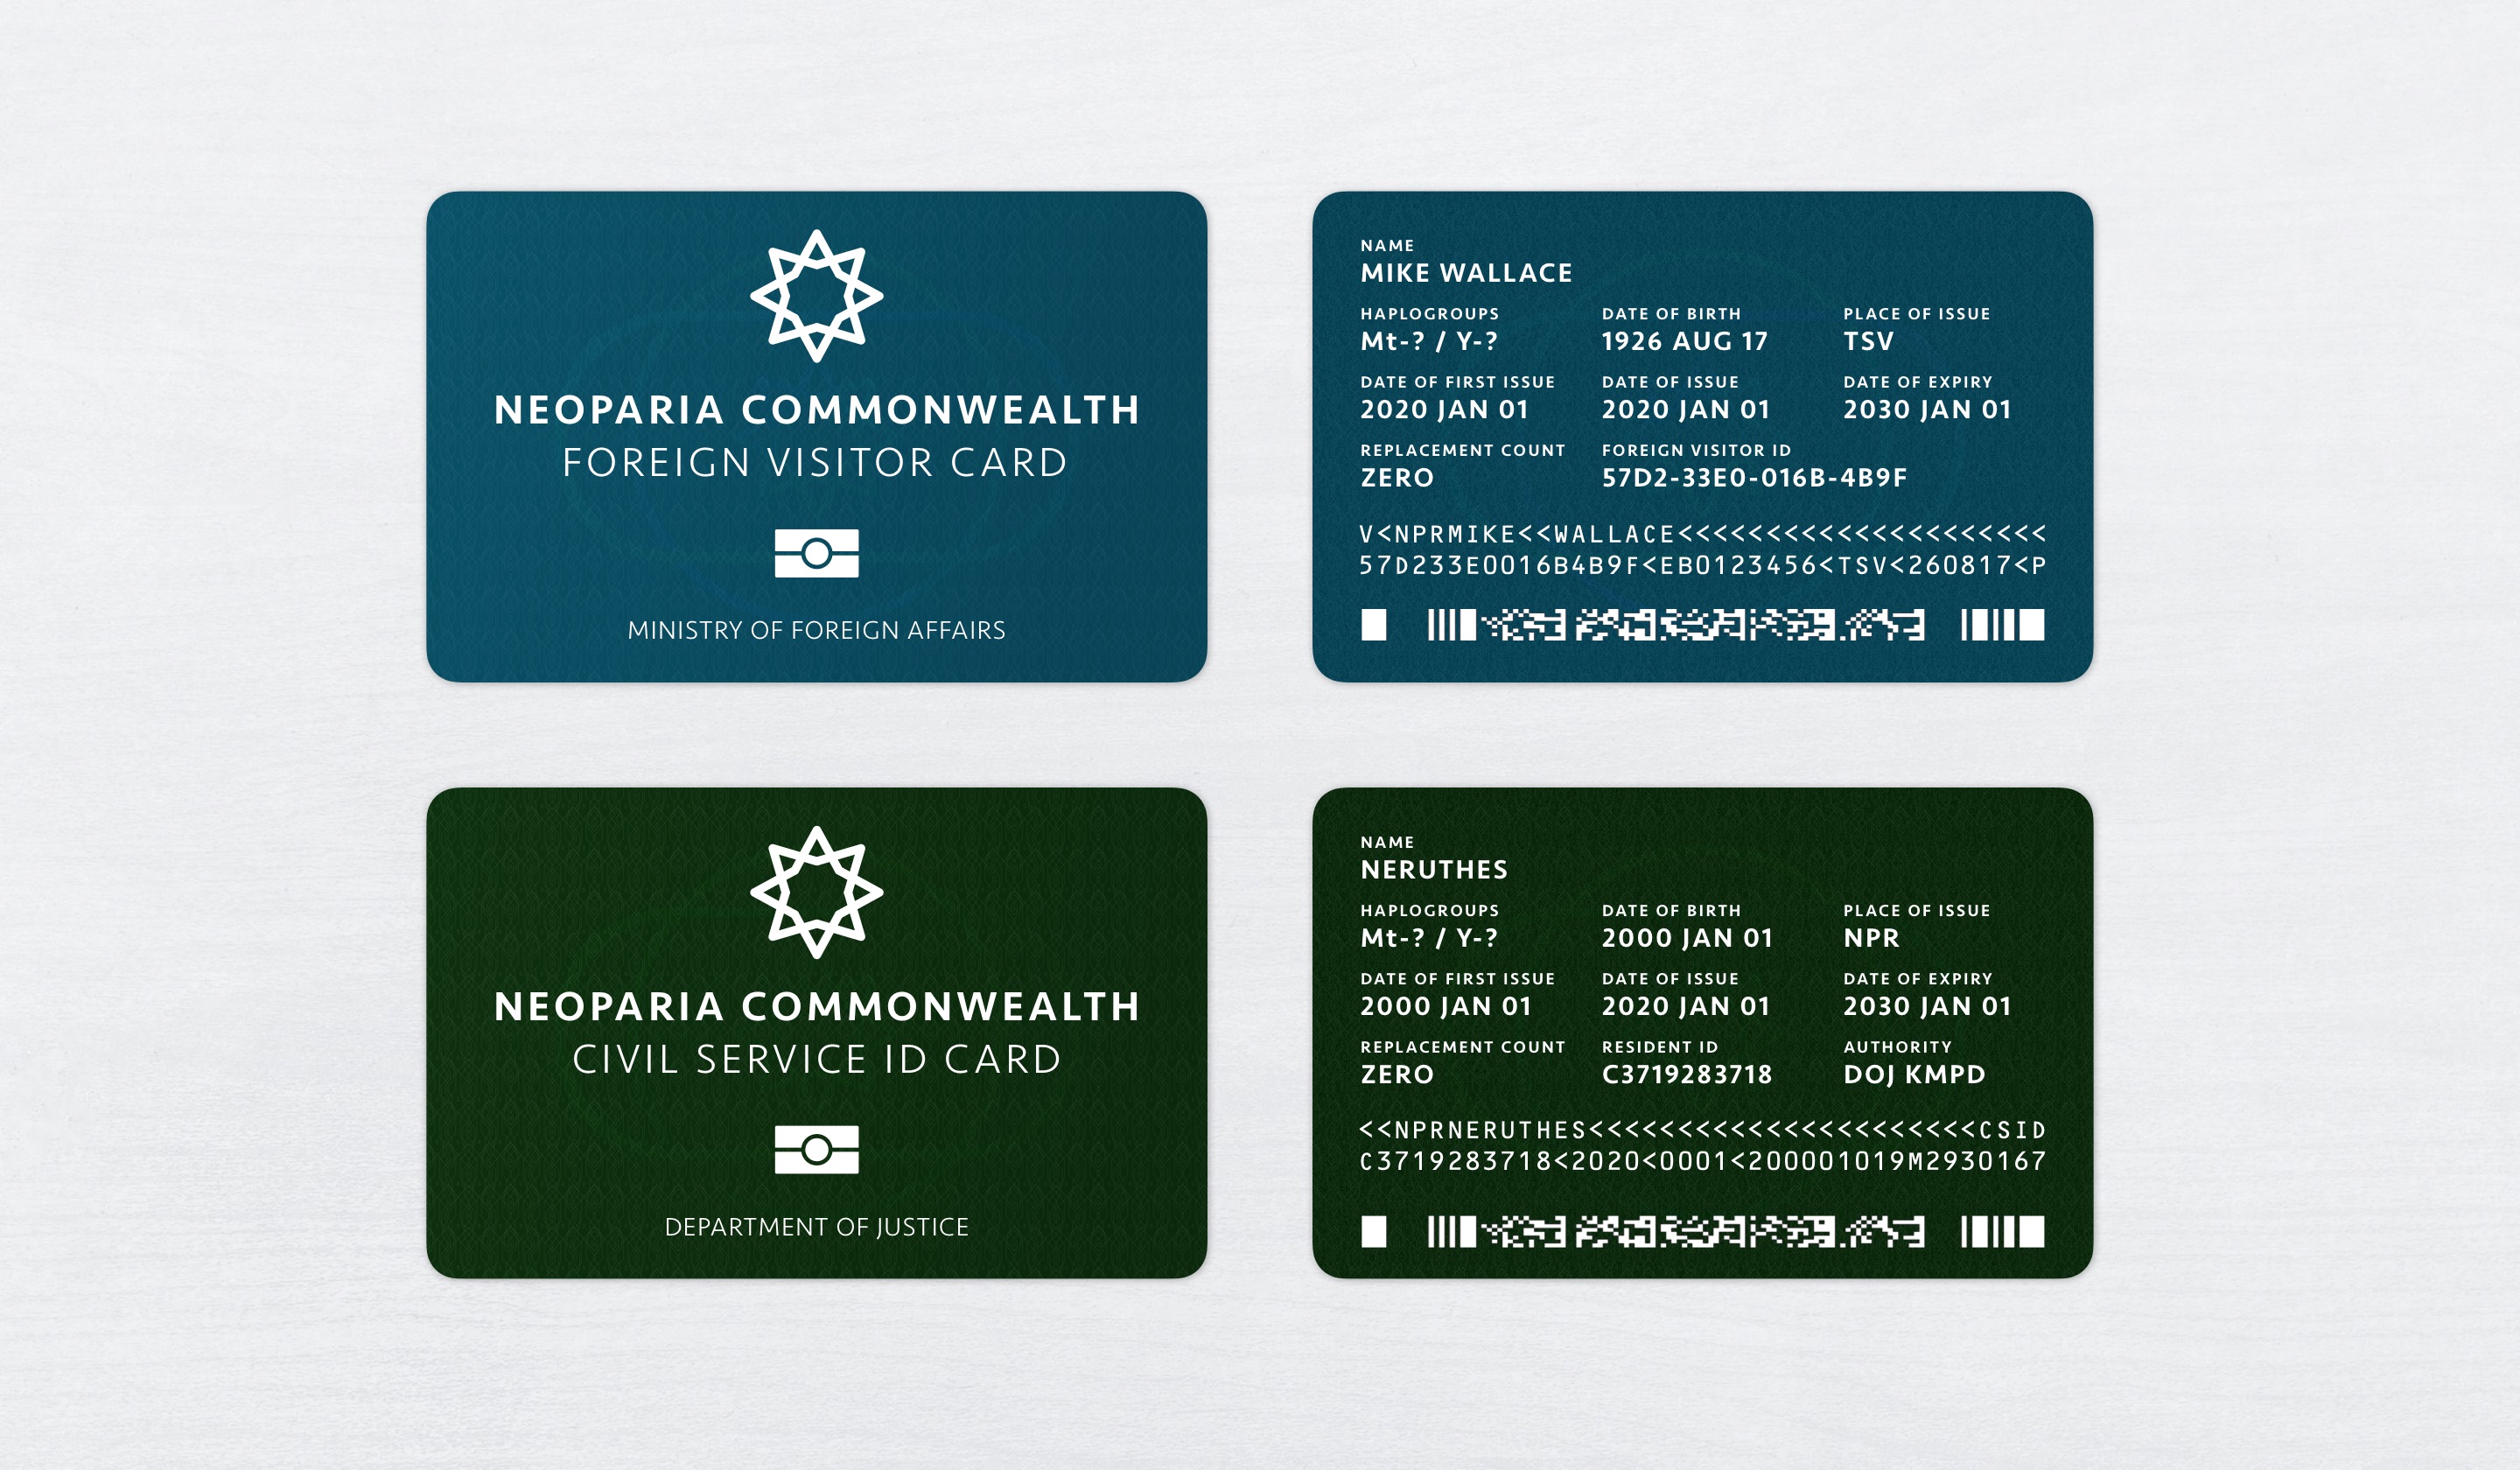 NEOPARIA COMMONWEALTH
FOREIGN VISITOR CARD
MINISTRY OF FOREIGN AFFAIRS
NAME
MIKE WALLACE
HAPLOGROUPS DATE OF BIRTH PLACE OF ISSUE
Mt-? / Y-? 1926 AUG 17 TSV
DATE OF FIRST ISSUE DATE OF ISSUE DATE OF EXPIRY
2020 JAN 01 2020 JAN 01 2030 JAN 01
REPLACEMENT COUNT FOREIGN VISITOR ID
ZERO 57D2-33E0-016B-4B9F
V<NPRMIKE<<WALLACE<<<<<<<<<<<<<<<<<<<<<
57D233E0016B4B9F<EB0123456<TSV<260817<P
NEOPARIA COMMONWEALTH
CIVIL SERVICE ID CARD
DEPARTMENT OF JUSTICE
NAME
NERUTHES
HAPLOGROUPS DATE OF BIRTH PLACE OF ISSUE
Mt-? / Y-? 2000 JAN 01 NPR
DATE OF FIRST ISSUE DATE OF ISSUE DATE OF EXPIRY
2000 JAN 01 2020 JAN 01 2030 JAN 01
REPLACEMENT COUNT RESIDENT ID AUTHORITY
ZERO C3719283718 DOJ KMPD
<<NPRNERUTHES<<<<<<<<<<<<<<<<<<<<<<CSID
C3719283718<2020<0001<200001019M2930167